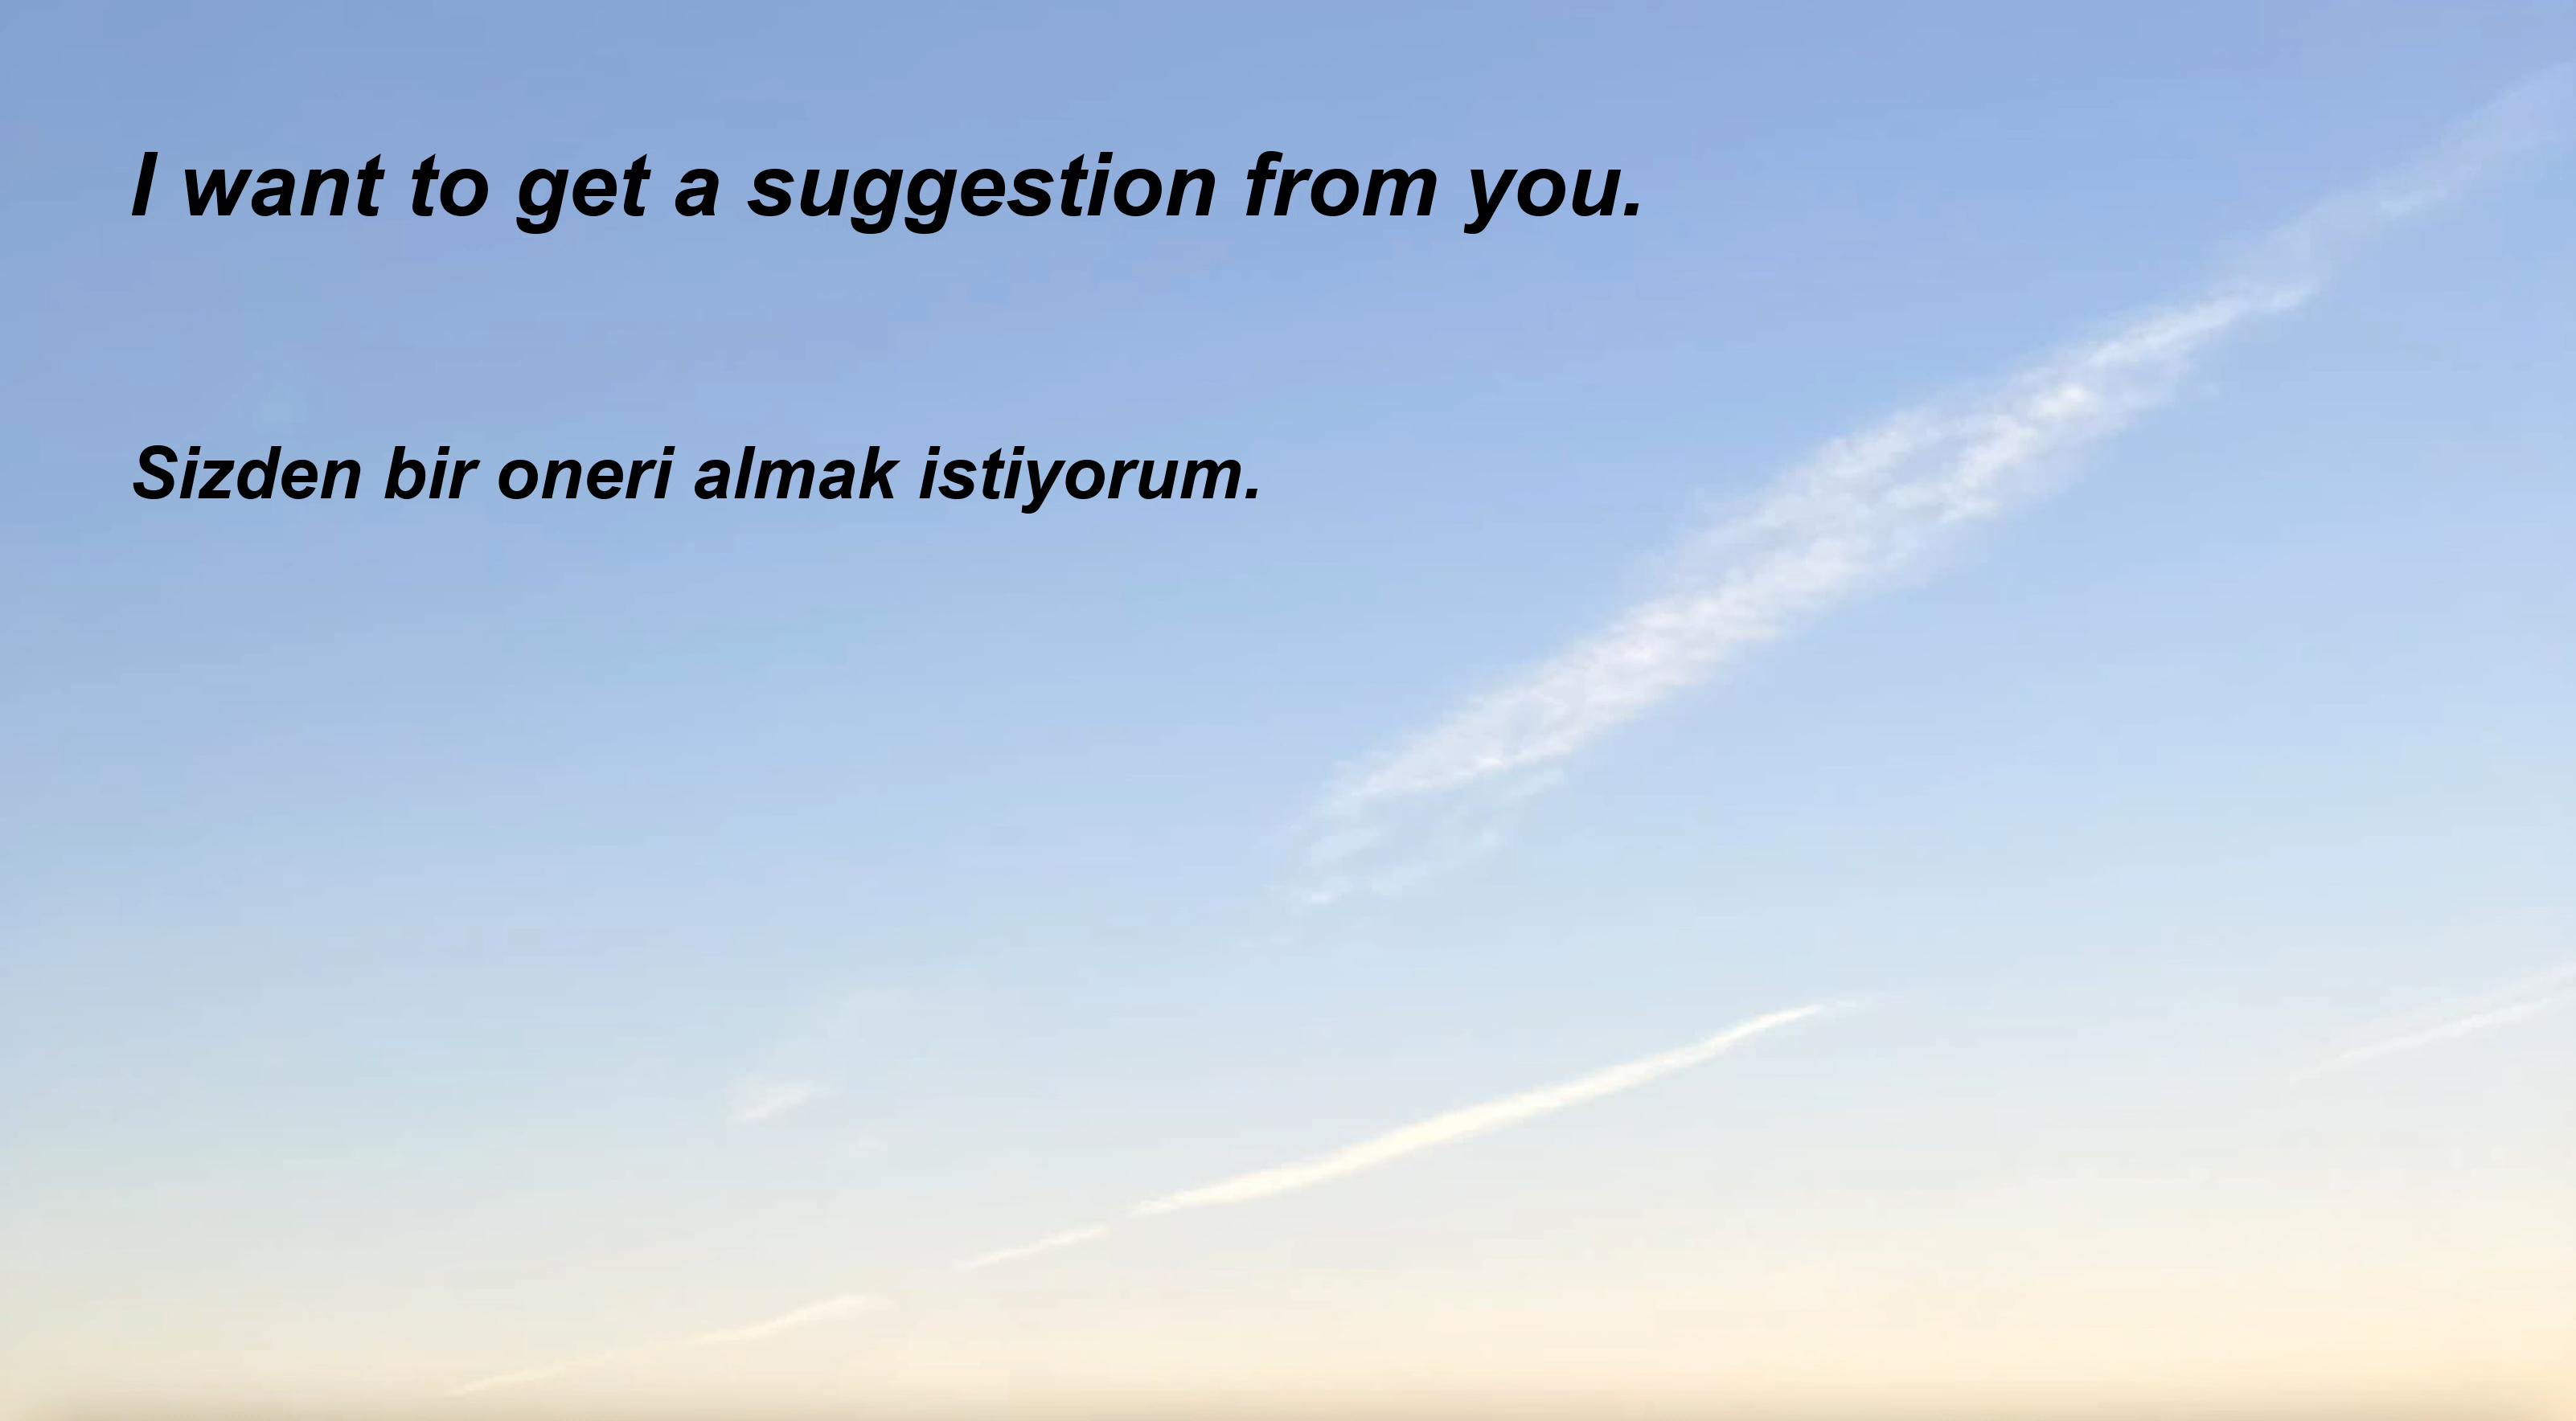 I want to get a suggestion from you.
Sizden bir oneri almak istiyorum.